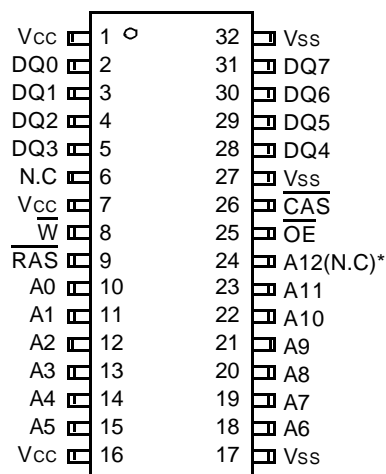 Vcc 1 32 Vss
DQ0 2 31 DQ7
DQ1 3 30 DQ6
DQ2 4 29 DQ5
DQ3 5 28 DQ4
N.C 6 27 Vss
Vcc 7 26 C̅A̅S̅
W̅ 8 25 O̅E̅
R̅A̅S̅ 9 24 A12(N.C)*
A0 10 23 A11
A1 11 22 A10
A2 12 21 A9
A3 13 20 A8
A4 14 19 A7
A5 15 18 A6
Vcc 16 17 Vss